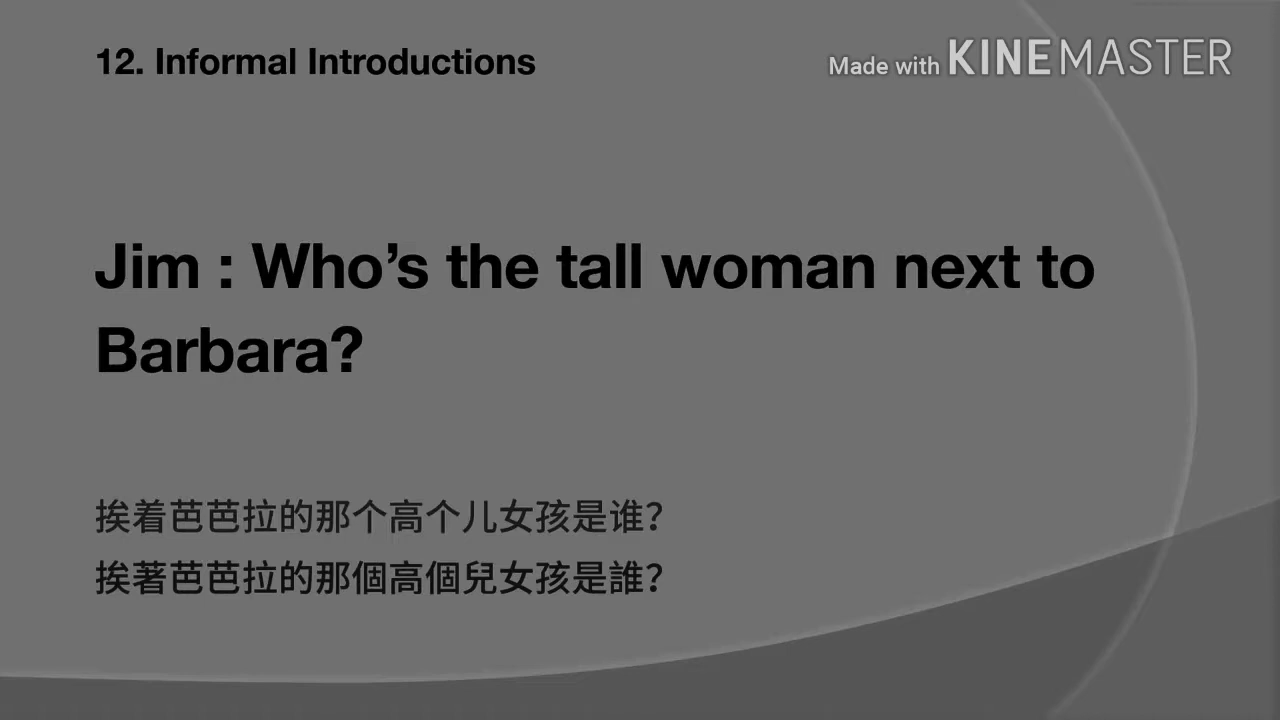 12. Informal Introductions
Made with KINEMASTER
Jim : Who’s the tall woman next to
Barbara?
挨着芭芭拉的那个高个儿女孩是谁？
挨著芭芭拉的那個高個兒女孩是誰？